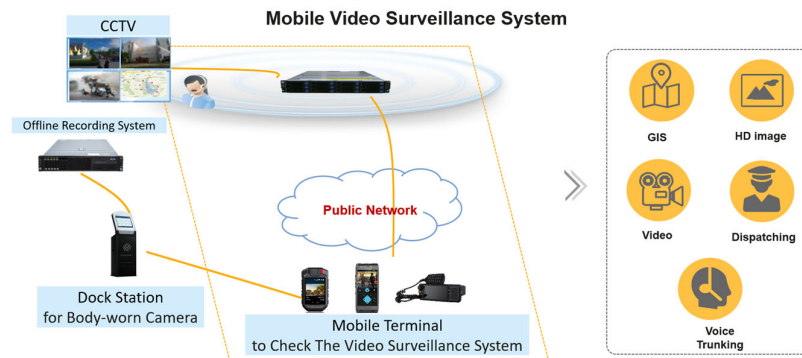 Mobile Video Surveillance System
CCTV
Offline Recording System
Public Network
Dock Station
for Body-worn Camera
Mobile Terminal
to Check The Video Surveillance System
GIS
HD image
Video
Dispatching
Voice
Trunking